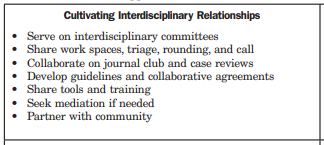 Cultivating Interdisciplinary Relationships
• Serve on interdisciplinary committees
• Share work spaces, triage, rounding, and call
• Collaborate on journal club and case reviews
• Develop guidelines and collaborative agreements
• Share tools and training
• Seek mediation if needed
• Partner with community